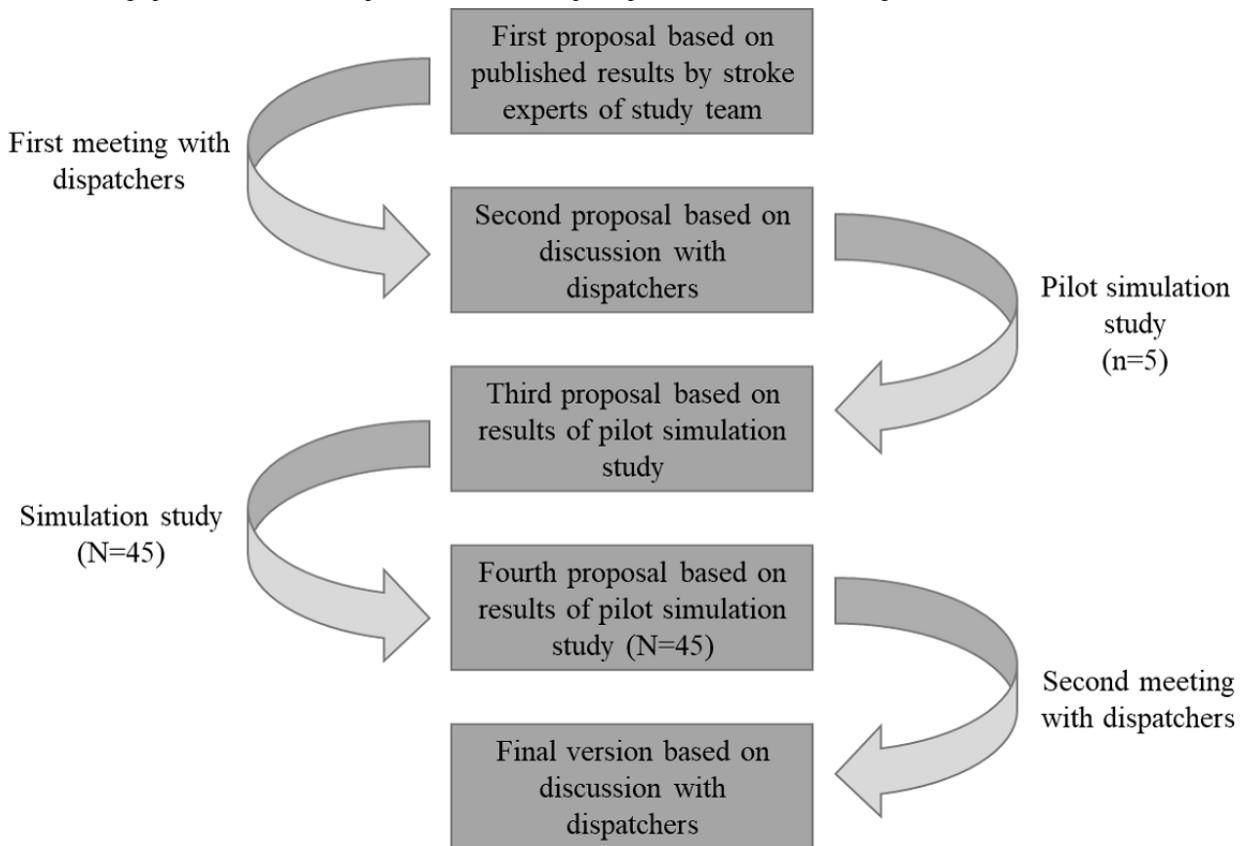 First proposal based on
published results by stroke
experts of study team
First meeting with
dispatchers
Second proposal based on
discussion with
dispatchers
Pilot simulation
study
(n=5)
Third proposal based on
results of pilot simulation
study
Simulation study
(N=45)
Fourth proposal based on
results of pilot simulation
study (N=45)
Second meeting
with dispatchers
Final version based on
discussion with
dispatchers